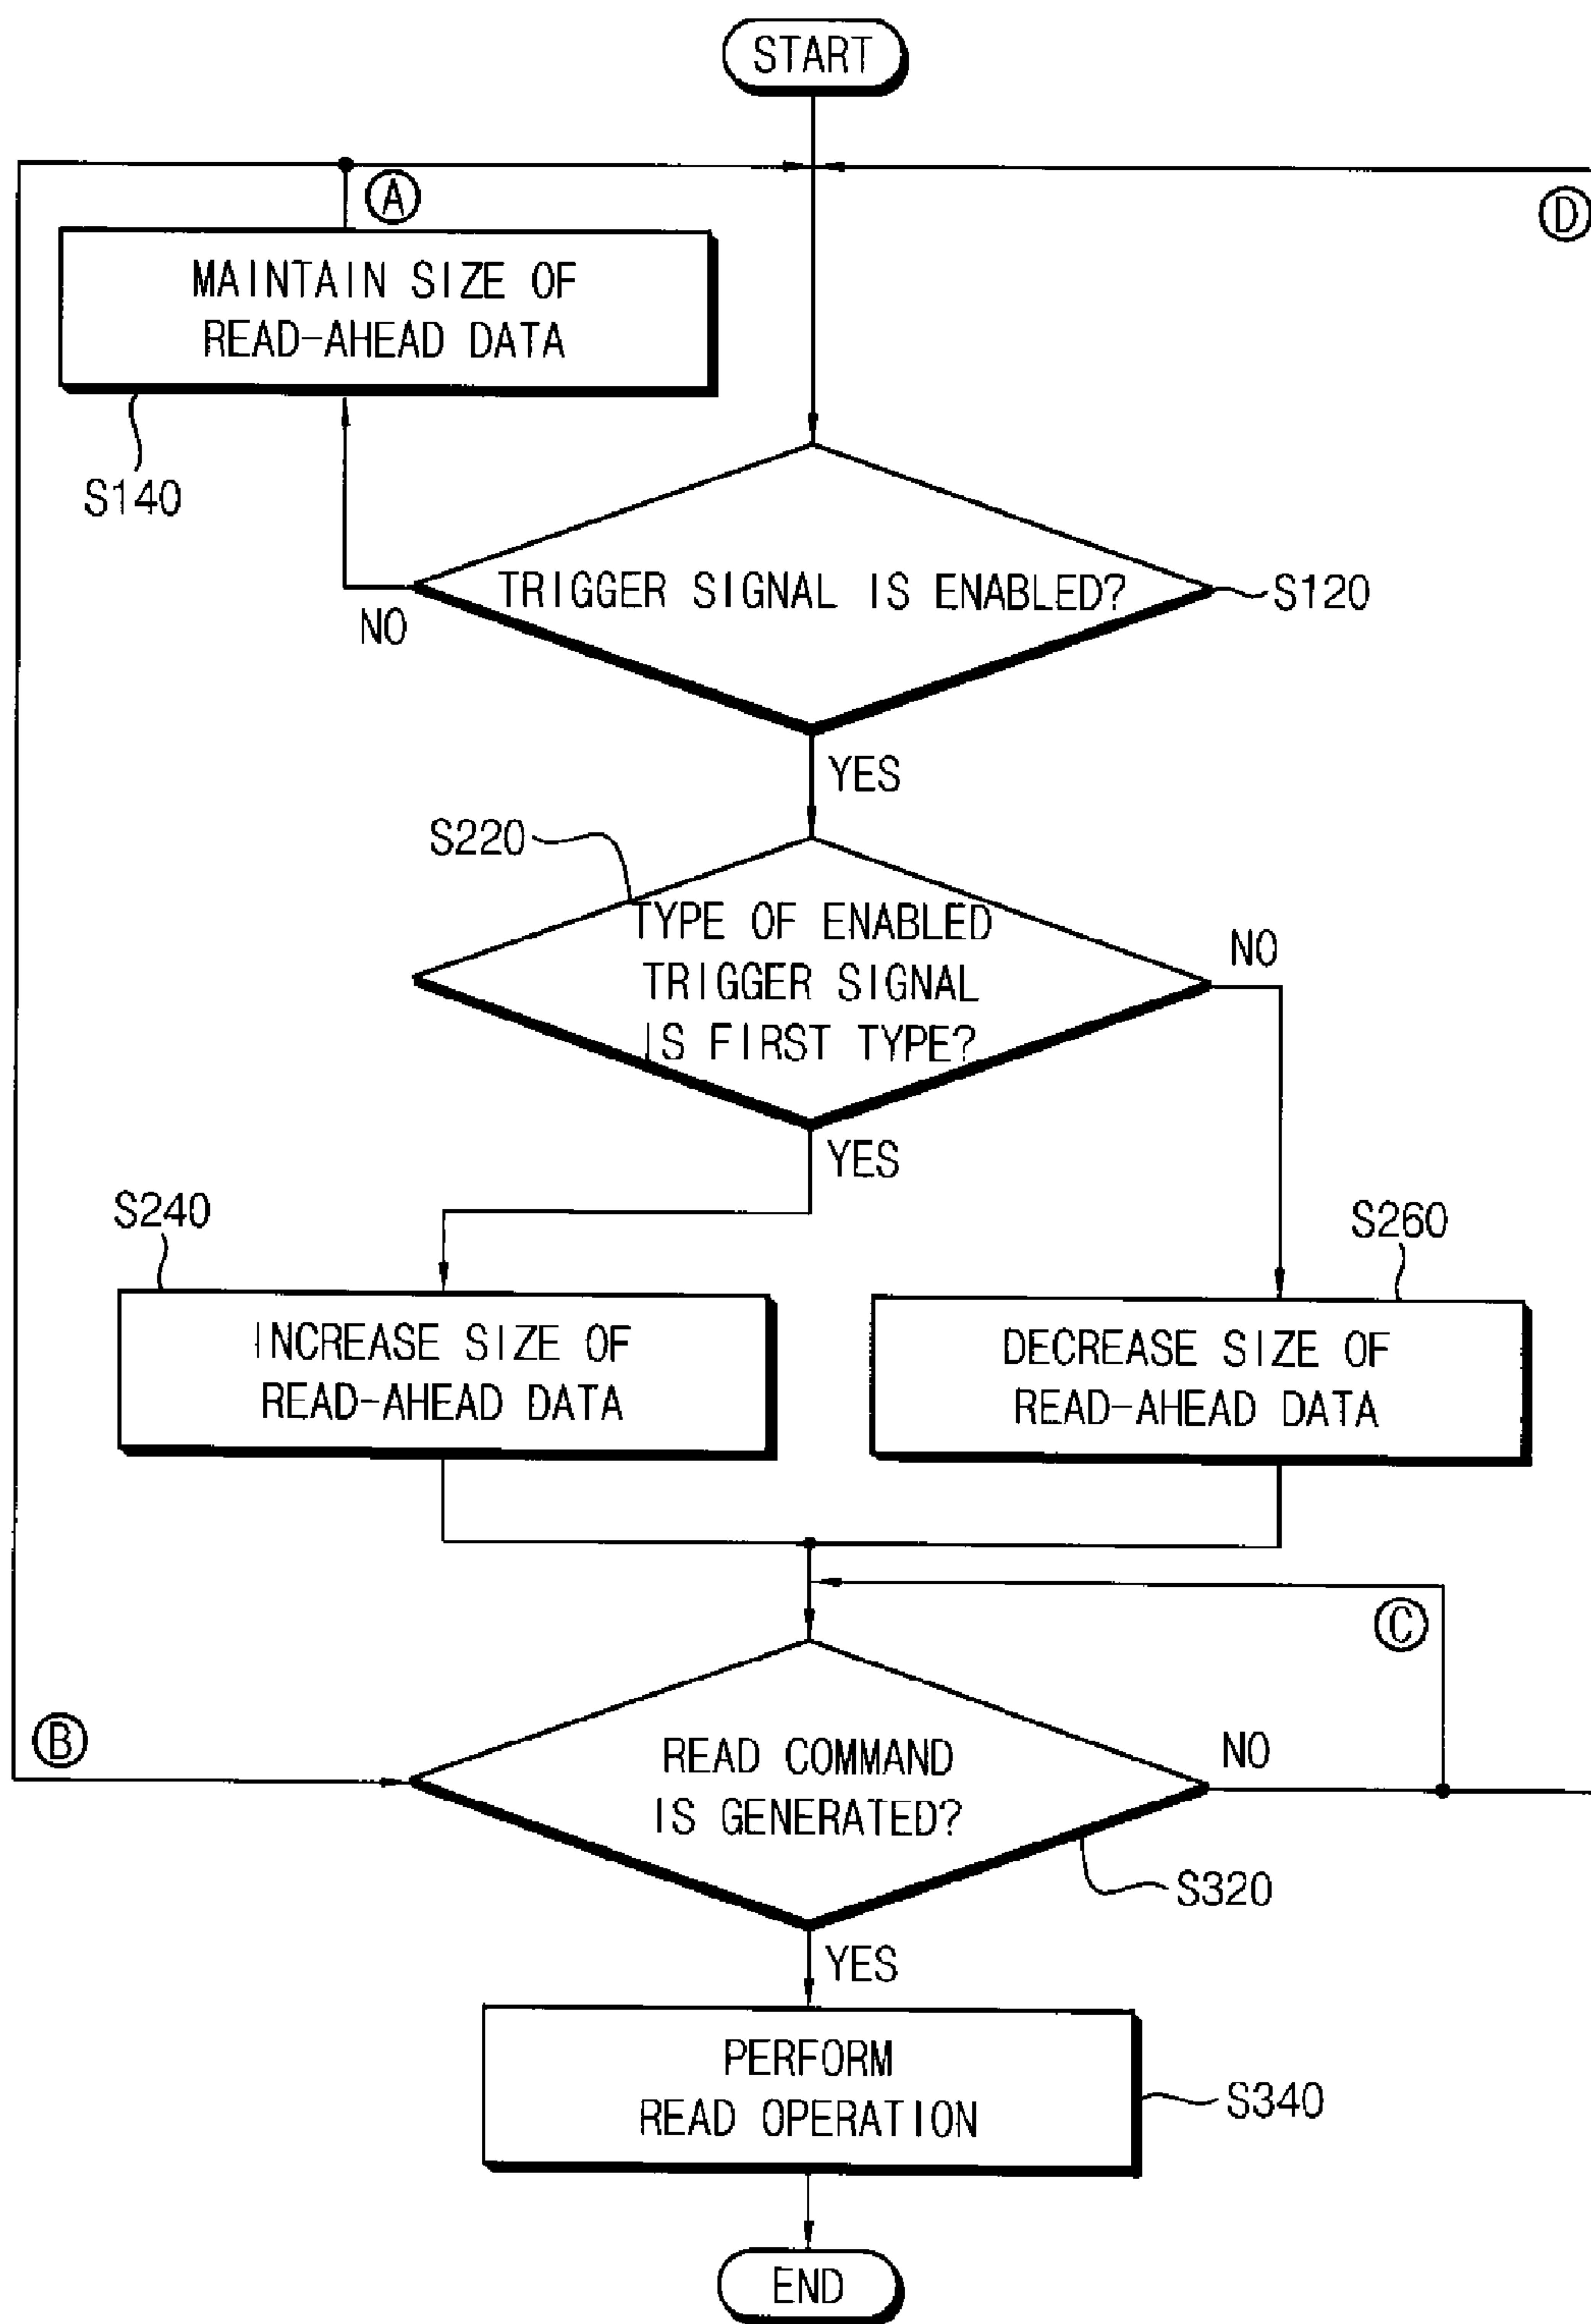 START
A
D
MAINTAIN SIZE OF
READ-AHEAD DATA
S140
TRIGGER SIGNAL IS ENABLED?
S120
NO
YES
S220
TYPE OF ENABLED
TRIGGER SIGNAL
IS FIRST TYPE?
NO
YES
S240
S260
INCREASE SIZE OF
READ-AHEAD DATA
DECREASE SIZE OF
READ-AHEAD DATA
C
B
READ COMMAND
IS GENERATED?
NO
S320
YES
PERFORM
READ OPERATION
S340
END